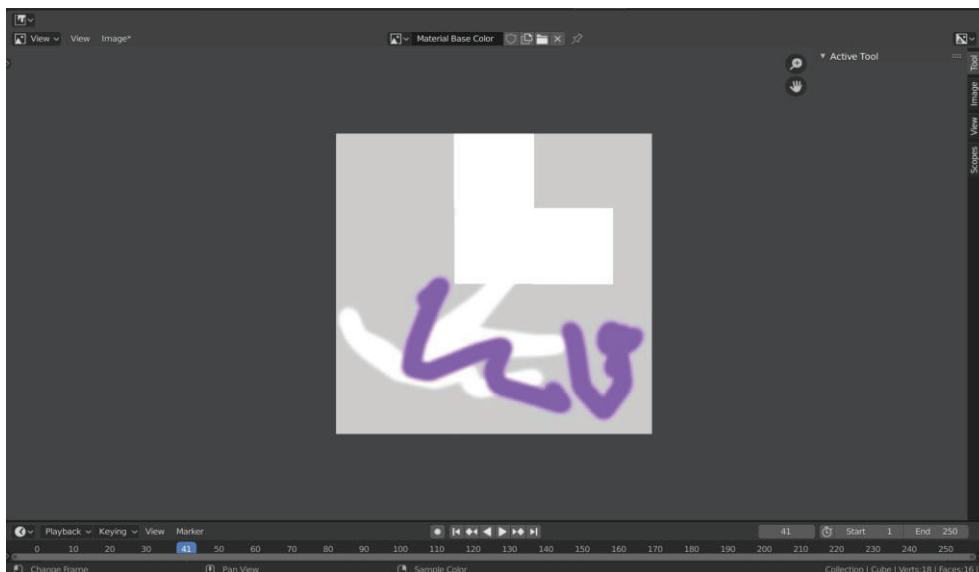 View View Image* Material Base Color
Active Tool
Tool
Image
View
Scopes
Playback Keying View Marker 41 Start 1 End 250
0 10 20 30 41 50 60 70 80 90 100 110 120 130 140 150 160 170 180 190 200 210 220 230 240 250
Change Frame Pan View Sample Color Collection | Cube | Verts:18 | Faces:16